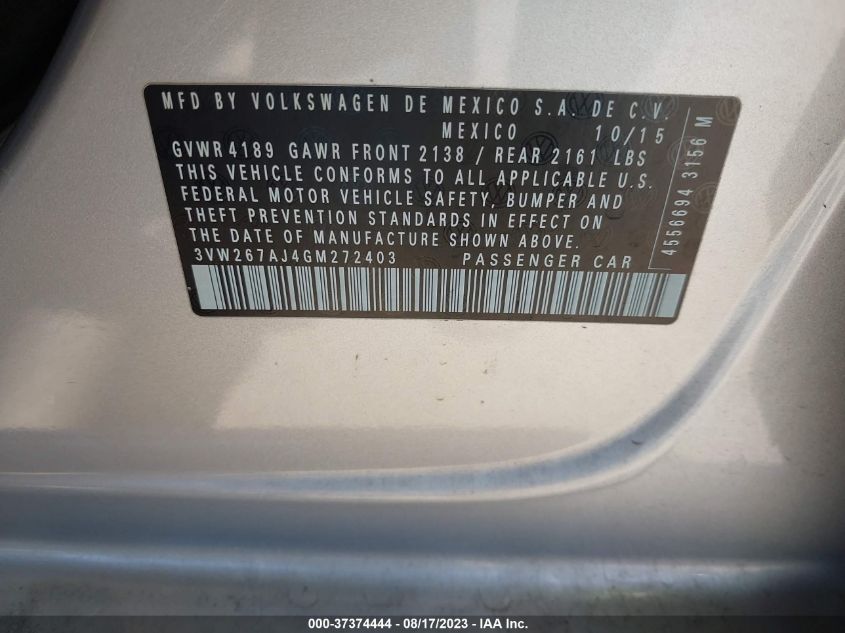 MFD BY VOLKSWAGEN DE MEXICO S.A. DE C.V.
MEXICO 10/15
GVWR 4189 GAWR FRONT 2138 / REAR 2161 LBS
THIS VEHICLE CONFORMS TO ALL APPLICABLE U.S.
FEDERAL MOTOR VEHICLE SAFETY, BUMPER AND
THEFT PREVENTION STANDARDS IN EFFECT ON
THE DATE OF MANUFACTURE SHOWN ABOVE.
3VW267AJ4GM272403 PASSENGER CAR
4556694 3156 M
000-37374444 - 08/17/2023 - IAA Inc.